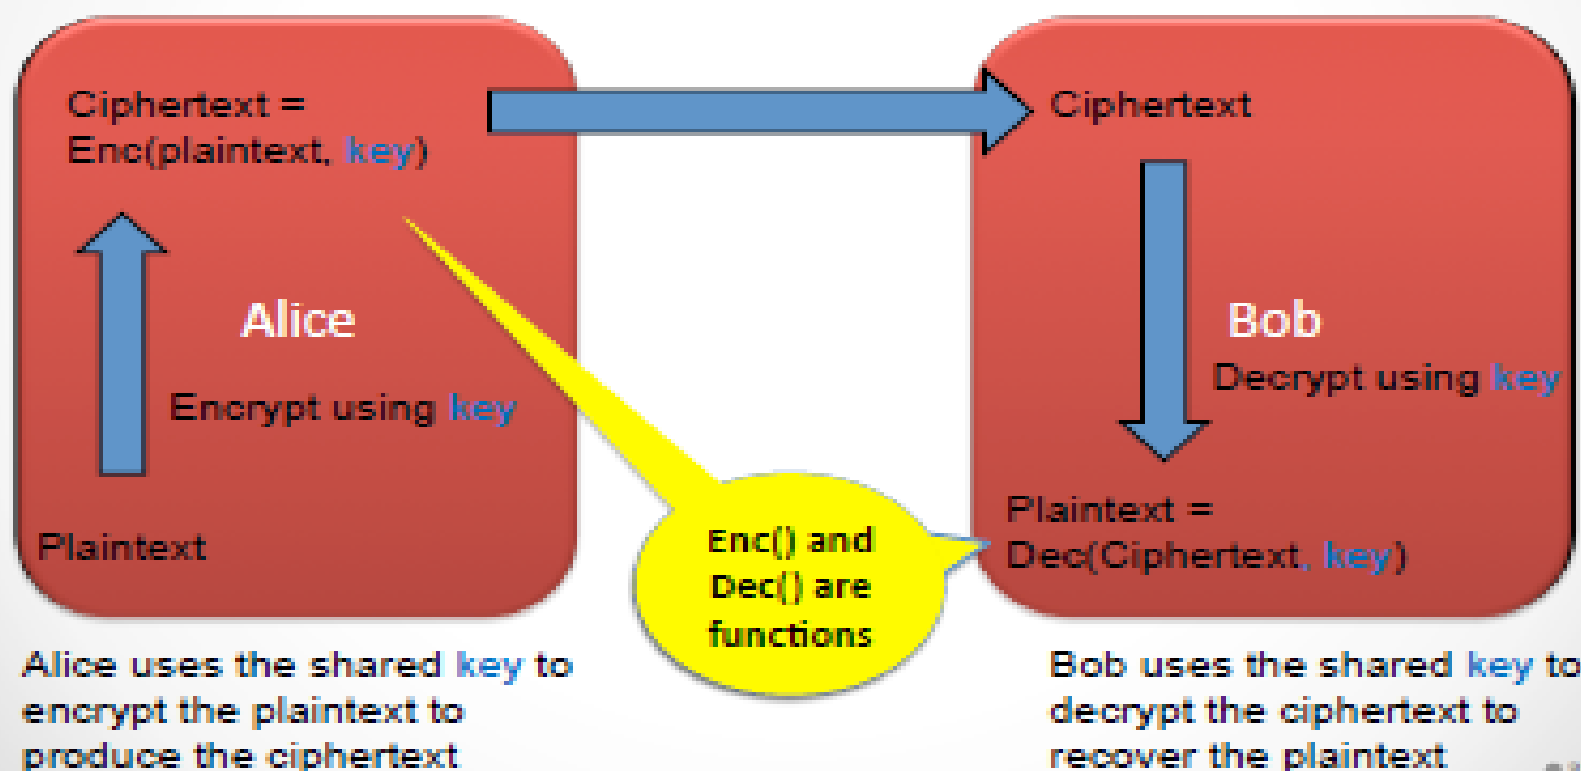 Ciphertext =
Enc(plaintext, key)
Alice
Encrypt using key
Plaintext
Ciphertext
Bob
Decrypt using key
Plaintext =
Dec(Ciphertext, key)
Enc() and
Dec() are
functions
Alice uses the shared key to
encrypt the plaintext to
produce the ciphertext
Bob uses the shared key to
decrypt the ciphertext to
recover the plaintext